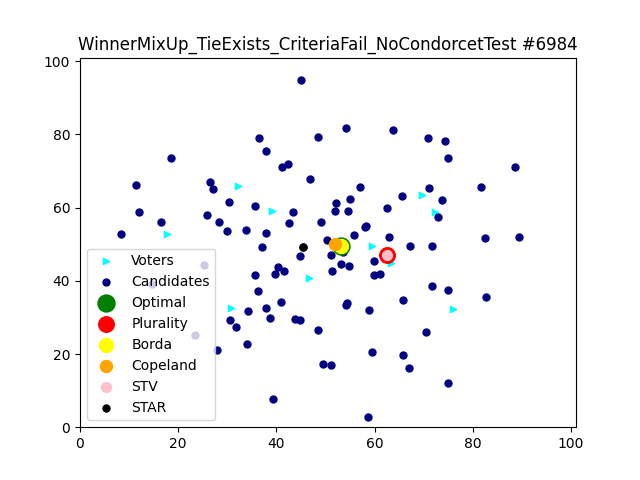 WinnerMixUp_TieExists_CriteriaFail_NoCondorcetTest #6984
100
80
60
40
20
0
Voters
Candidates
Optimal
Plurality
Borda
Copeland
STV
STAR
0 20 40 60 80 100